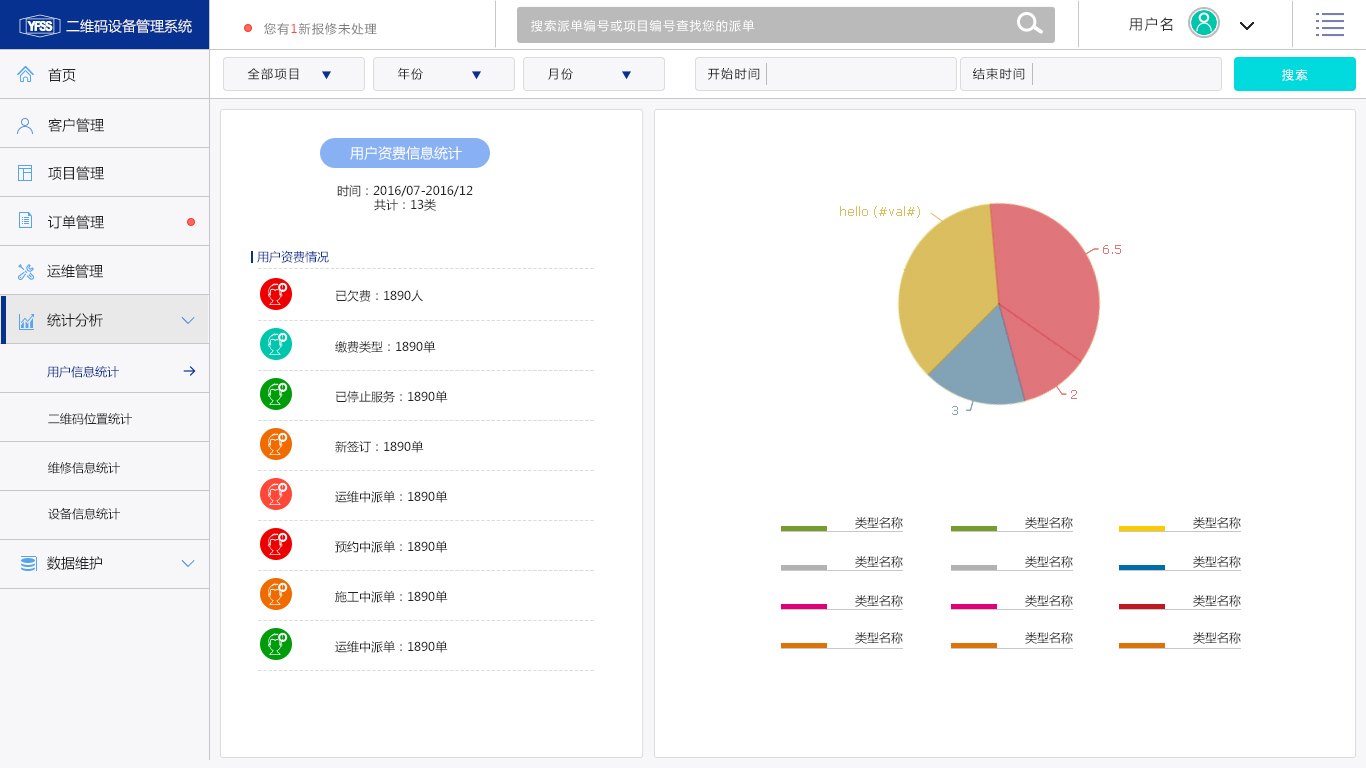 YFSS 二维码设备管理系统
您有1新报修未处理
搜索派单编号或项目编号查找您的派单
用户名
首页
客户管理
项目管理
订单管理
运维管理
统计分析
用户信息统计
二维码位置统计
维修信息统计
设备信息统计
数据维护
全部项目
年份
月份
开始时间
结束时间
搜索
用户资费信息统计
时间：2016/07-2016/12
共计：13类
用户资费情况
已欠费：1890人
缴费类型：1890单
已停止服务：1890单
新签订：1890单
运维中派单：1890单
预约中派单：1890单
施工中派单：1890单
运维中派单：1890单
hello (#val#)
6.5
2
3
类型名称 类型名称 类型名称
类型名称 类型名称 类型名称
类型名称 类型名称 类型名称
类型名称 类型名称 类型名称